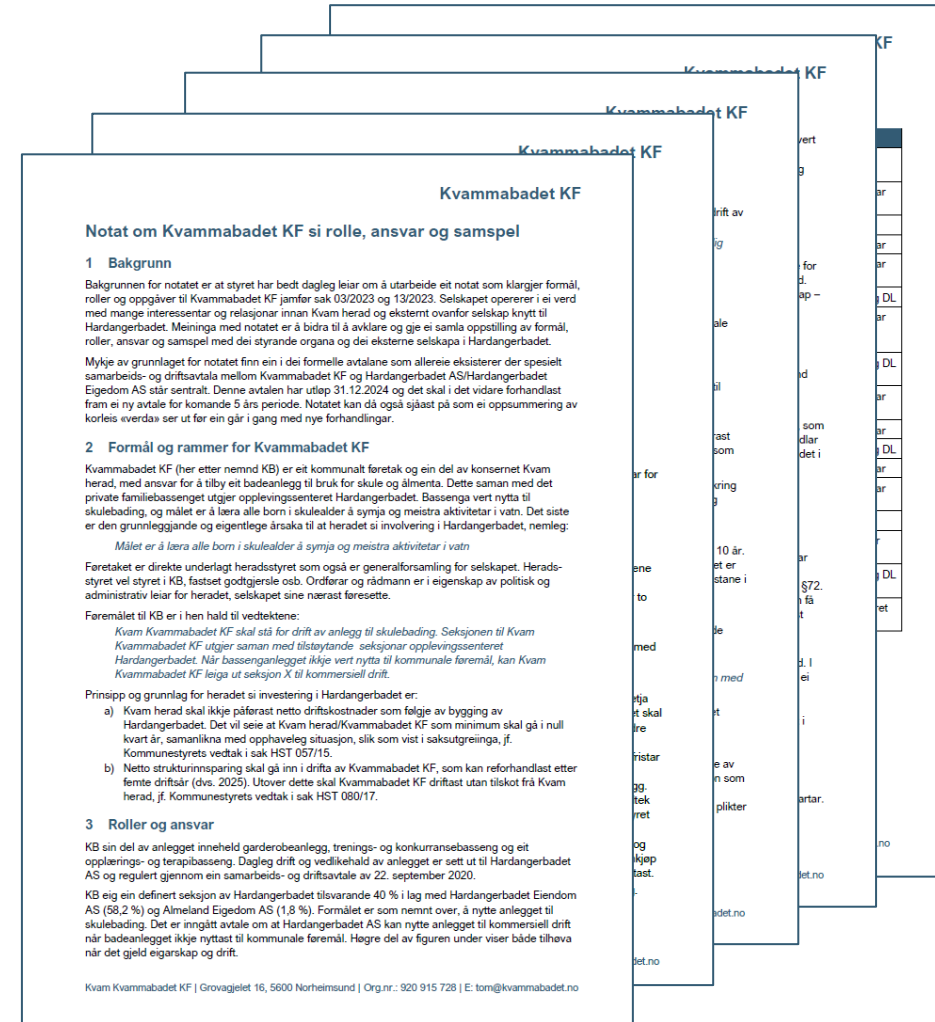 Kvammabadet KF
Notat om Kvammabadet KF si rolle, ansvar og samspel
1 Bakgrunn
Bakgrunnen for notatet er at styret har bedt dagleg leiar om å utarbeide eit notat som klargjer formål,
roller og oppgåver til Kvammabadet KF jamfør sak 03/2023 og 13/2023. Selskapet opererer i ei verd
med mange interessentar og relasjonar innan Kvam herad og eksternt ovanfor selskap knytt til
Hardangerbadet. Meininga med notatet er å bidra til å avklare og gje ei samla oppstilling av formål,
roller, ansvar og samspel med dei styrande organa og dei eksterne selskapa i Hardangerbadet.
Mykje av grunnlaget for notatet finn ein i dei formelle avtalane som allereie eksisterer der spesielt
samarbeids- og driftsavtala mellom Kvammabadet KF og Hardangerbadet AS/Hardangerbadet
Eigedom AS står sentralt. Denne avtalen har utløp 31.12.2024 og det skal i det vidare forhandlast
fram ei ny avtale for komande 5 års periode. Notatet kan då også sjåast på som ei oppsummering av
korleis «verda» ser ut før ein går i gang med nye forhandlingar.
2 Formål og rammer for Kvammabadet KF
Kvammabadet KF (her etter nemnd KB) er eit kommunalt føretak og ein del av konsernet Kvam
herad, med ansvar for å tilby eit badeanlegg til bruk for skule og ålmenta. Dette saman med det
private familiebassenget utgjer opplevingssenteret Hardangerbadet. Bassenga vert nytta til
skulebading, og målet er å læra alle born i skulealder å symja og meistra aktivitetar i vatn. Det siste
er den grunnleggjande og eigentlege årsaka til at heradet si involvering i Hardangerbadet, nemleg:
Målet er å læra alle born i skulealder å symja og meistra aktivitetar i vatn
Føretaket er direkte underlagt heradsstyret som også er generalforsamling for selskapet. Herads-
styret vel styret i KB, fastset godtgjersle osb. Ordførar og rådmann er i eigenskap av politisk og
administrativ leiar for heradet, selskapet sine nærast føresette.
Føremålet til KB er i hen hald til vedtektene:
Kvam Kvammabadet KF skal stå for drift av anlegg til skulebading. Seksjonen til Kvam
Kvammabadet KF utgjer saman med tilstøytande seksjonar opplevingssenteret
Hardangerbadet. Når bassenganlegget ikkje vert nytta til kommunale føremål, kan Kvam
Kvammabadet KF leiga ut seksjon X til kommersiell drift.
Prinsipp og grunnlag for heradet si investering i Hardangerbadet er:
a) Kvam herad skal ikkje påførast netto driftskostnader som følgje av bygging av
Hardangerbadet. Det vil seie at Kvam herad/Kvammabadet KF som minimum skal gå i null
kvart år, samanlikna med opphaveleg situasjon, slik som vist i saksutgreiinga, jf.
Kommunestyrets vedtak i sak HST 057/15.
b) Netto strukturinnsparing skal gå inn i drifta av Kvammabadet KF, som kan reforhandlast etter
femte driftsår (dvs. 2025). Utover dette skal Kvammabadet KF driftast utan tilskot frå Kvam
herad, jf. Kommunestyrets vedtak i sak HST 080/17.
3 Roller og ansvar
KB sin del av anlegget inneheld garderobeanlegg, trenings- og konkurransebasseng og eit
opplærings- og terapibasseng. Dagleg drift og vedlikehald av anlegget er sett ut til Hardangerbadet
AS og regulert gjennom ein samarbeids- og driftsavtale av 22. september 2020.
KB eig ein definert seksjon av Hardangerbadet tilsvarande 40 % i lag med Hardangerbadet Eiendom
AS (58,2 %) og Almeland Eigedom AS (1,8 %). Formålet er som nemnt over, å nytte anlegget til
skulebading. Det er inngått avtale om at Hardangerbadet AS kan nytte anlegget til kommersiell drift
når badeanlegget ikkje nyttast til kommunale føremål. Høgre del av figuren under viser både tilhøva
når det gjeld eigarskap og drift.
Kvam Kvammabadet KF | Grovagjelet 16, 5600 Norheimsund | Org.nr.: 920 915 728 | E: tom@kvammabadet.no